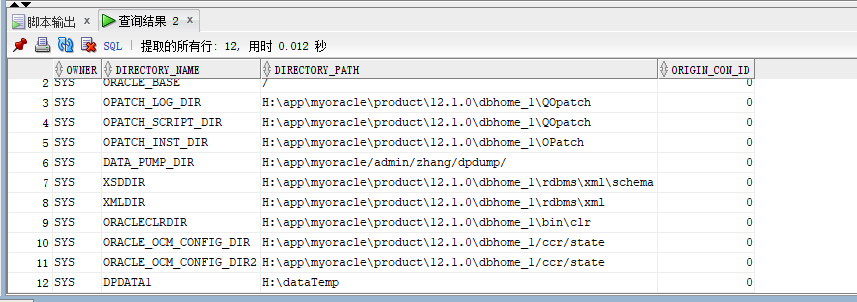 脚本输出 x 查询结果 2 x
SQL | 提取的所有行: 12, 用时 0.012 秒
OWNER DIRECTORY_NAME DIRECTORY_PATH ORIGIN_CON_ID
2 SYS ORACLE_BASE / 0
3 SYS OPATCH_LOG_DIR H:\app\myoracle\product\12.1.0\dbhome_1\QOpatch 0
4 SYS OPATCH_SCRIPT_DIR H:\app\myoracle\product\12.1.0\dbhome_1\QOpatch 0
5 SYS OPATCH_INST_DIR H:\app\myoracle\product\12.1.0\dbhome_1\OPatch 0
6 SYS DATA_PUMP_DIR H:\app\myoracle/admin/zhang/dpdump/ 0
7 SYS XSDDIR H:\app\myoracle\product\12.1.0\dbhome_1\rdbms\xml\schema 0
8 SYS XMLDIR H:\app\myoracle\product\12.1.0\dbhome_1\rdbms\xml 0
9 SYS ORACLECLRDIR H:\app\myoracle\product\12.1.0\dbhome_1\bin\clr 0
10 SYS ORACLE_OCM_CONFIG_DIR H:\app\myoracle\product\12.1.0\dbhome_1/ccr/state 0
11 SYS ORACLE_OCM_CONFIG_DIR2 H:\app\myoracle\product\12.1.0\dbhome_1/ccr/state 0
12 SYS DPDATA1 H:\dataTemp 0